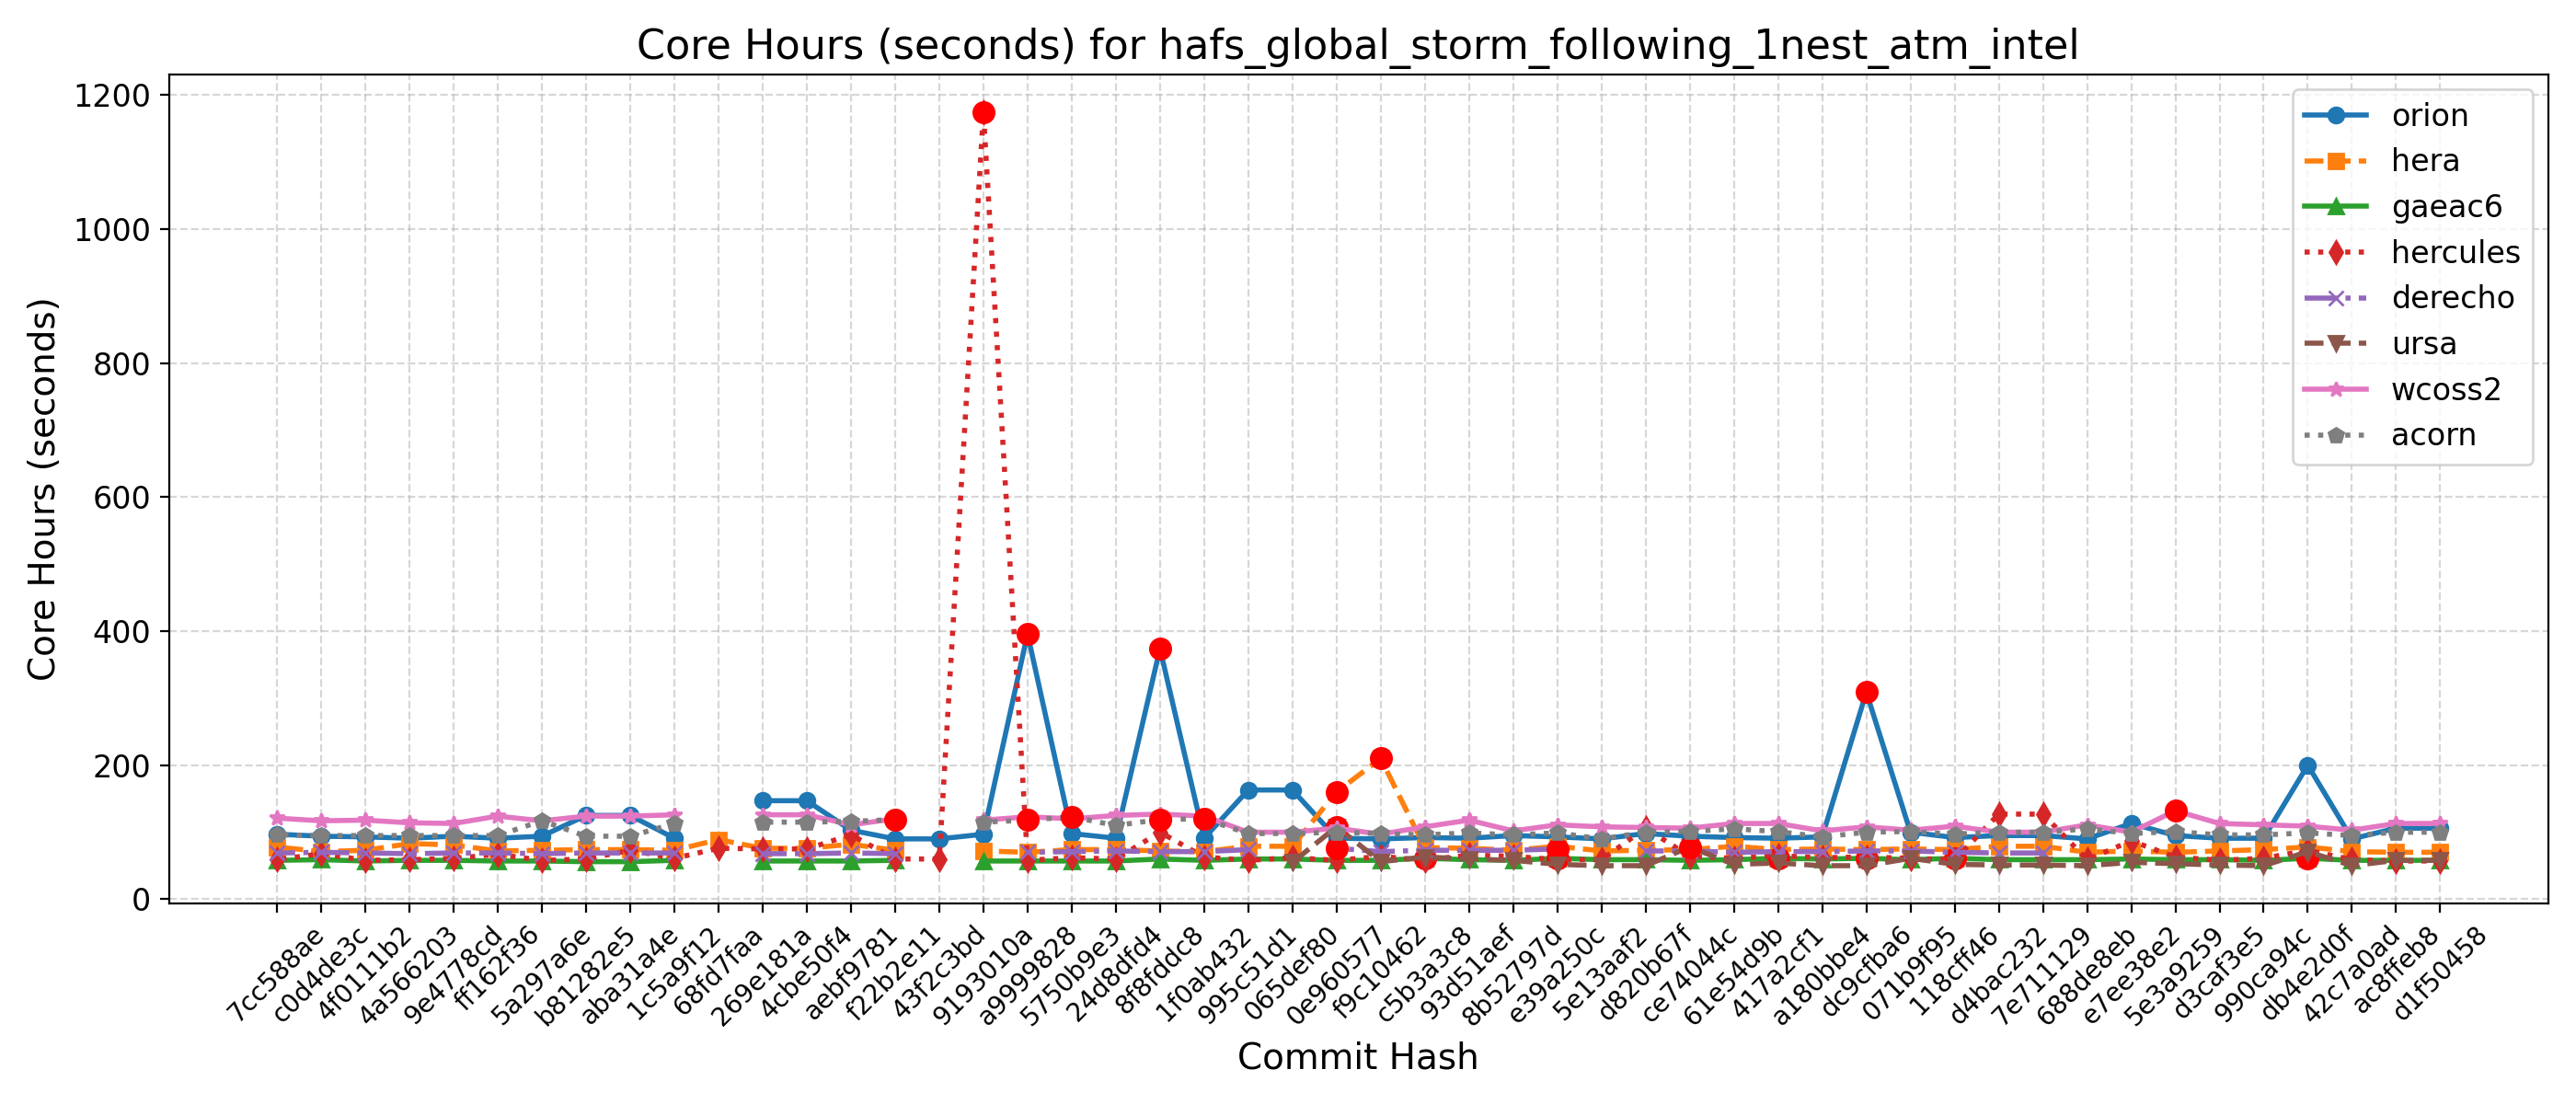 Core Hours (seconds) for hafs_global_storm_following_1nest_atm_intel
Core Hours (seconds)
1200
1000
800
600
400
200
0
orion
hera
gaeac6
hercules
derecho
ursa
wcoss2
acorn
7cc588ae
c0d4de3c
4f0111b2
4a566203
9e4778cd
ff162f36
5a297a6e
b81282e5
aba31a4e
1c5a9f12
68fd7faa
269e181a
4cbe50f4
aebf9781
f22b2e11
43f2c3bd
9193010a
a9999828
5750b9e3
24d8dfd4
8f8fddc8
1f0ab432
995c51d1
065def80
0e960577
f9c10462
c5b3a3c8
93d51aef
8b52797d
e39a250c
5e13aaf2
d820b67f
ce74044c
61e54d9b
417a2cf1
a180bbe4
dc9cfba6
071b9f95
118cff46
d4bac232
7e711129
688de8eb
e7ee38e2
5e3a9259
d3caf3e5
990ca94c
db4e2d0f
42c7a0ad
ac8ffeb8
d1f50458
Commit Hash